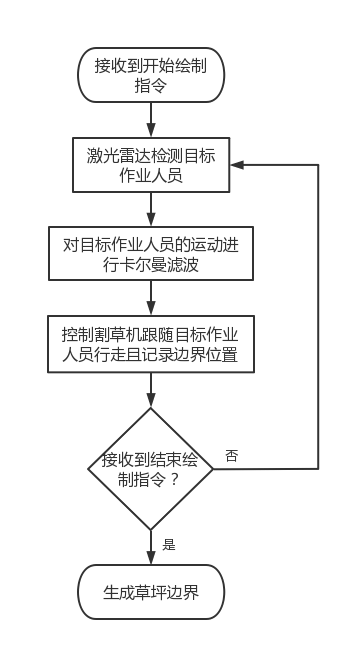 接收到开始绘制
指令
激光雷达检测目标
作业人员
对目标作业人员的运动进
行卡尔曼滤波
控制割草机跟随目标作业
人员行走且记录边界位置
接收到结束绘
制指令？
否
是
生成草坪边界